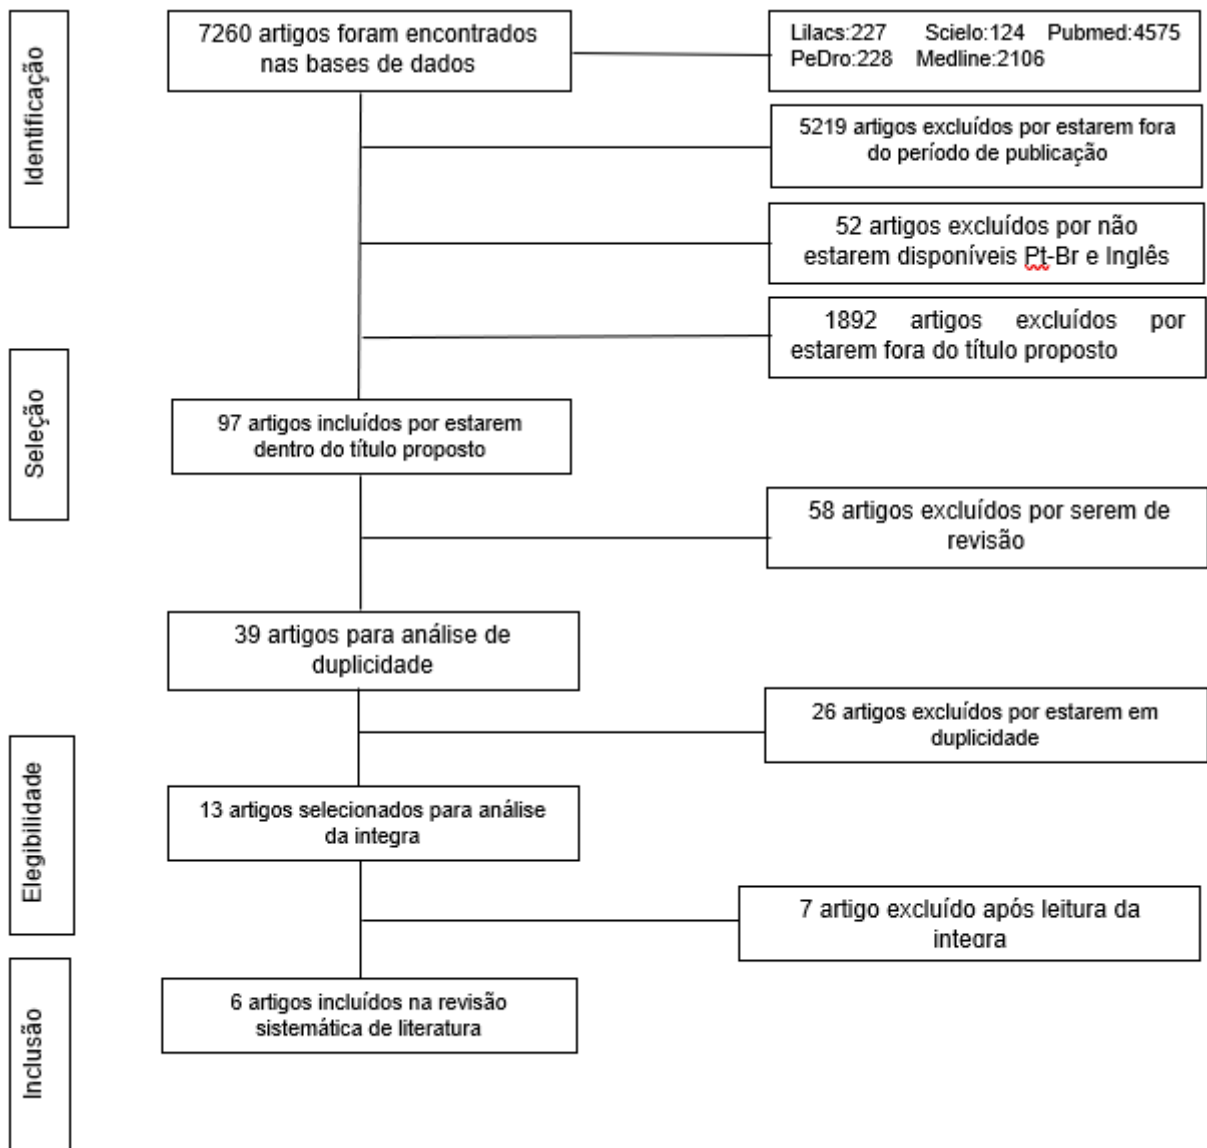 Identificação
7260 artigos foram encontrados
nas bases de dados
Lilacs:227 Scielo:124 Pubmed:4575
PeDro:228 Medline:2106
5219 artigos excluídos por estarem fora
do período de publicação
52 artigos excluídos por não
estarem disponíveis Pt-Br e Inglês
1892 artigos excluídos por
estarem fora do título proposto
Seleção
97 artigos incluídos por estarem
dentro do título proposto
58 artigos excluídos por serem de
revisão
39 artigos para análise de
duplicidade
26 artigos excluídos por estarem em
duplicidade
Elegibilidade
13 artigos selecionados para análise
da integra
7 artigo excluído após leitura da
integra
Inclusão
6 artigos incluídos na revisão
sistemática de literatura